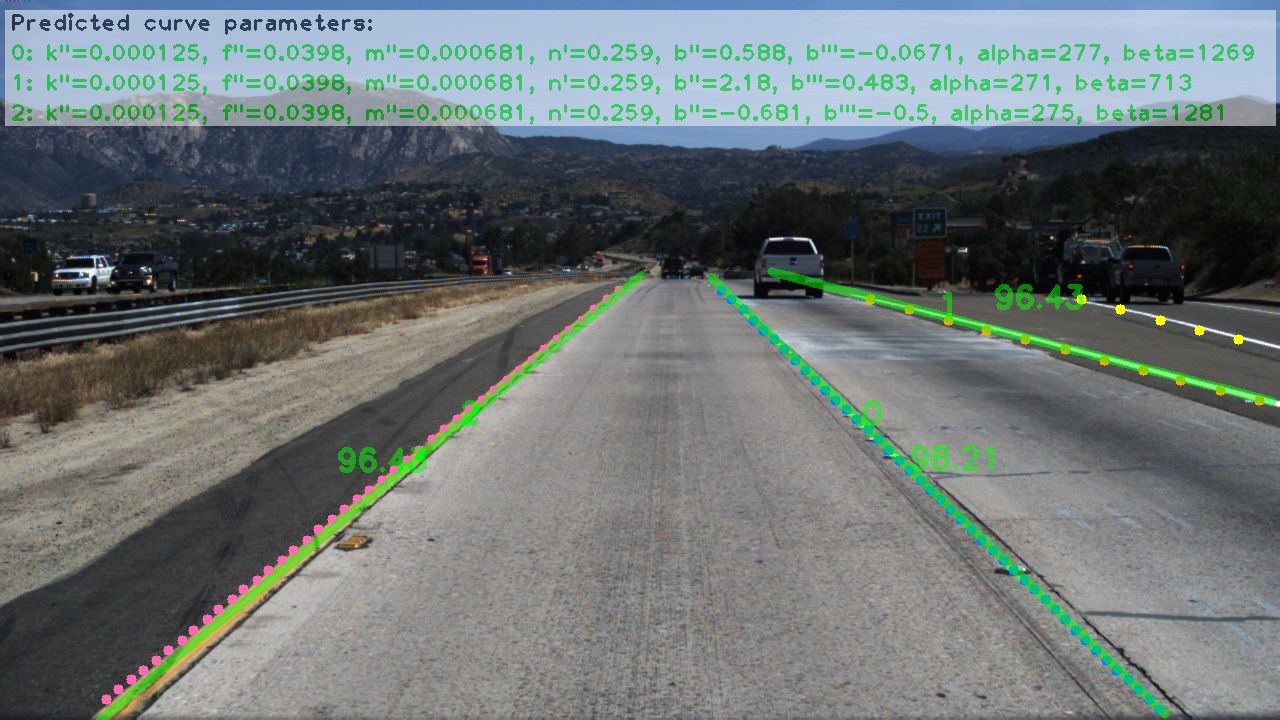 Predicted curve parameters:
0: k''=0.000125, f''=0.0398, m''=0.000681, n'=0.259, b''=0.588, b'''=-0.0671, alpha=277, beta=1269
1: k''=0.000125, f''=0.0398, m''=0.000681, n'=0.259, b''=2.18, b'''=0.483, alpha=271, beta=713
2: k''=0.000125, f''=0.0398, m''=0.000681, n'=0.259, b''=-0.681, b'''=-0.5, alpha=275, beta=1281
EXIT
22
1
96.43
2
0
98.21